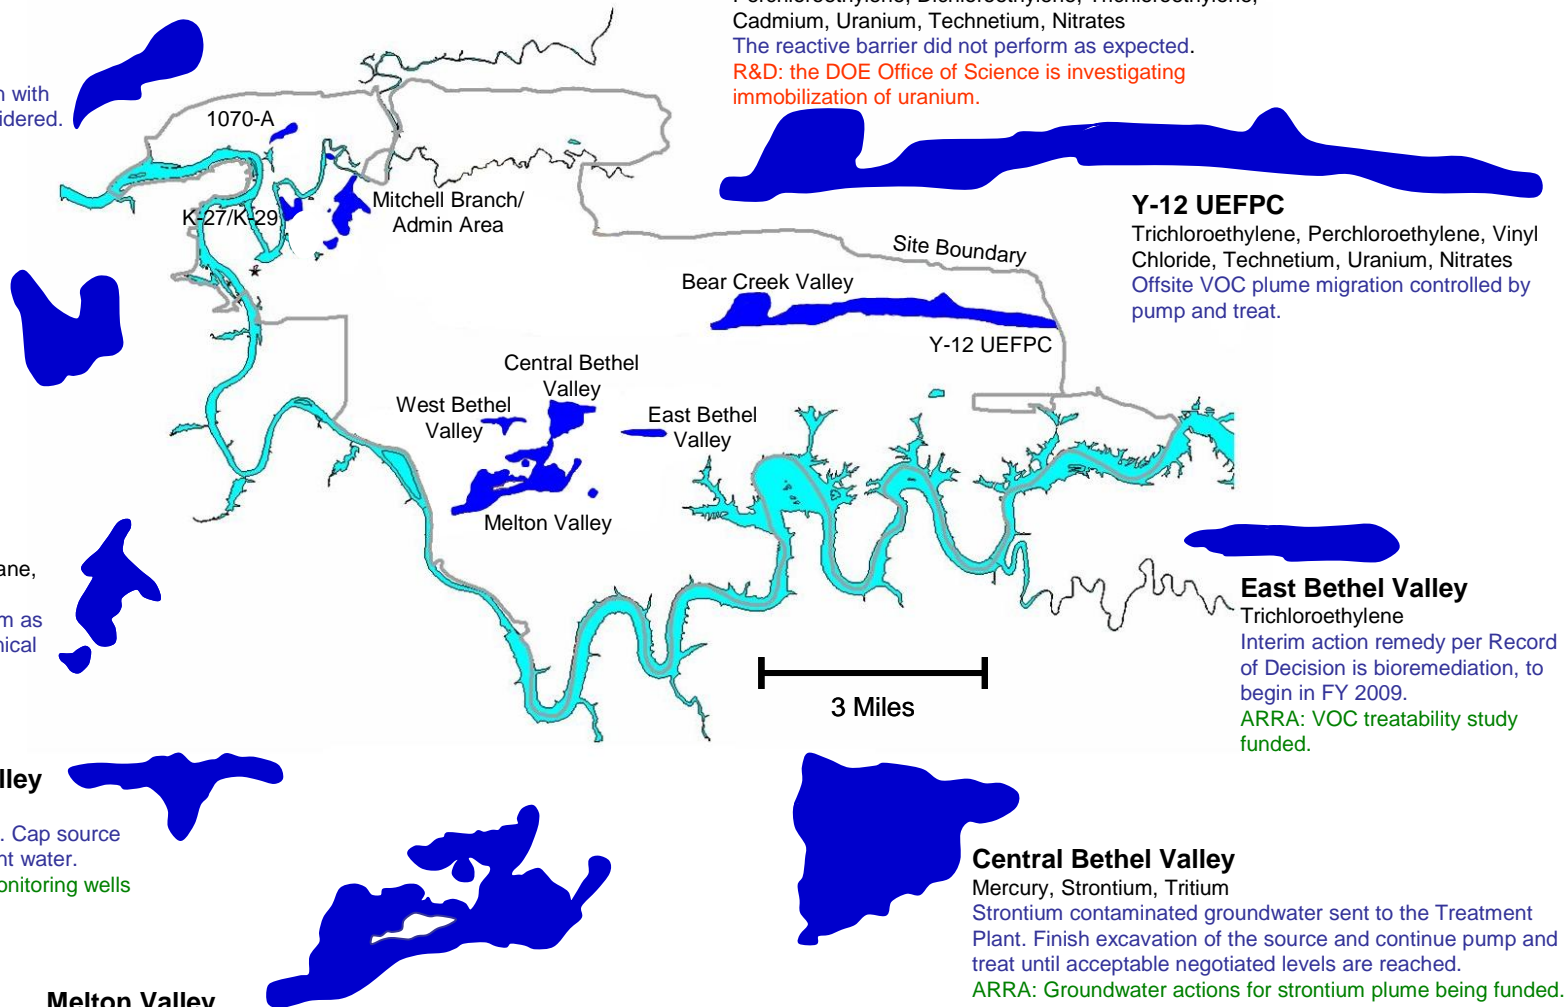 Cadmium, Uranium, Technetium, Nitrates
The reactive barrier did not perform as expected.
R&D: the DOE Office of Science is investigating
immobilization of uranium.
with
idered.
1070-A
Mitchell Branch/
Admin Area
K-27/K-29
*
Site Boundary
Bear Creek Valley
Y-12 UEFPC
Y-12 UEFPC
Trichloroethylene, Perchloroethylene, Vinyl
Chloride, Technetium, Uranium, Nitrates
Offsite VOC plume migration controlled by
pump and treat.
Central Bethel
Valley
West Bethel
Valley
East Bethel
Valley
Melton Valley
ane,
m as
nical
East Bethel Valley
Trichloroethylene
Interim action remedy per Record
of Decision is bioremediation, to
begin in FY 2009.
ARRA: VOC treatability study
funded.
3 Miles
lley
. Cap source
nt water.
onitoring wells
Central Bethel Valley
Mercury, Strontium, Tritium
Strontium contaminated groundwater sent to the Treatment
Plant. Finish excavation of the source and continue pump and
treat until acceptable negotiated levels are reached.
ARRA: Groundwater actions for strontium plume being funded.
Melton Valley